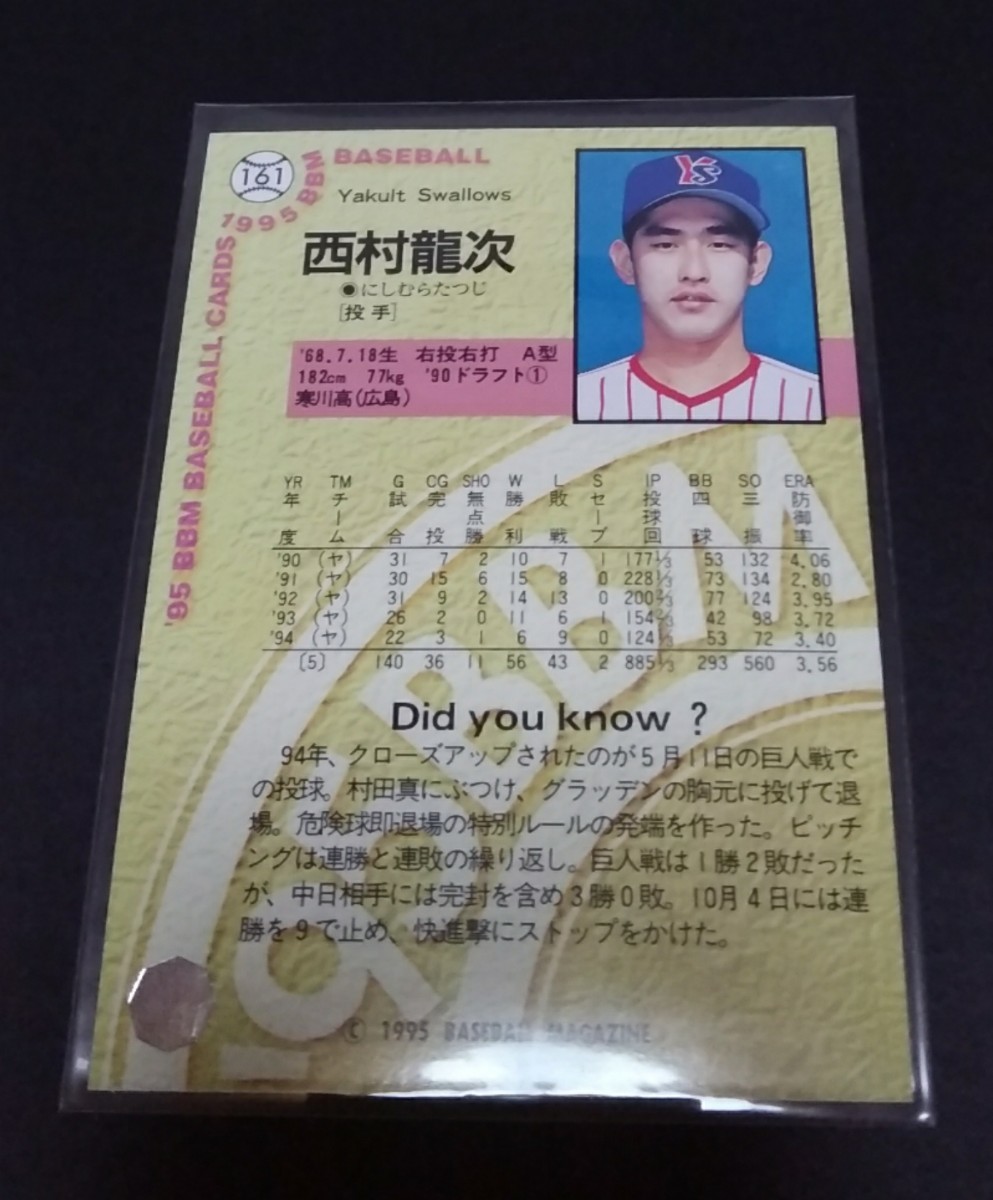 161
1995 BBM BASEBALL
'95 BBM BASEBALL CARDS
Yakult Swallows
西村龍次
●にしむらたつじ
[投手]
'68.7.18生 右投右打 A型
182cm 77kg '90ドラフト①
寒川高(広島)
YS
YR TM G CG SHO W L S IP BB SO ERA
年度 チーム 試合 完投 無点勝 勝利 敗戦 セーブ 投球回 四球 三振 防御率
'90 (ヤ) 31 7 2 10 7 1 177⅓ 53 132 4.06
'91 (ヤ) 30 15 6 15 8 0 228⅓ 73 134 2.80
'92 (ヤ) 31 9 2 14 13 0 200⅔ 77 124 3.95
'93 (ヤ) 26 2 0 11 6 1 154⅔ 42 98 3.72
'94 (ヤ) 22 3 1 6 9 0 124⅓ 53 72 3.40
〔5〕 140 36 11 56 43 2 885⅓ 293 560 3.56
Did you know ?
94年、クローズアップされたのが5月11日の巨人戦で
の投球。村田真にぶつけ、グラッデンの胸元に投げて退
場。危険球即退場の特別ルールの発端を作った。ピッチ
ングは連勝と連敗の繰り返し。巨人戦は1勝2敗だった
が、中日相手には完封を含め3勝0敗。10月4日には連
勝を9で止め、快進撃にストップをかけた。
BBM
© 1995 BASEBALL MAGAZINE